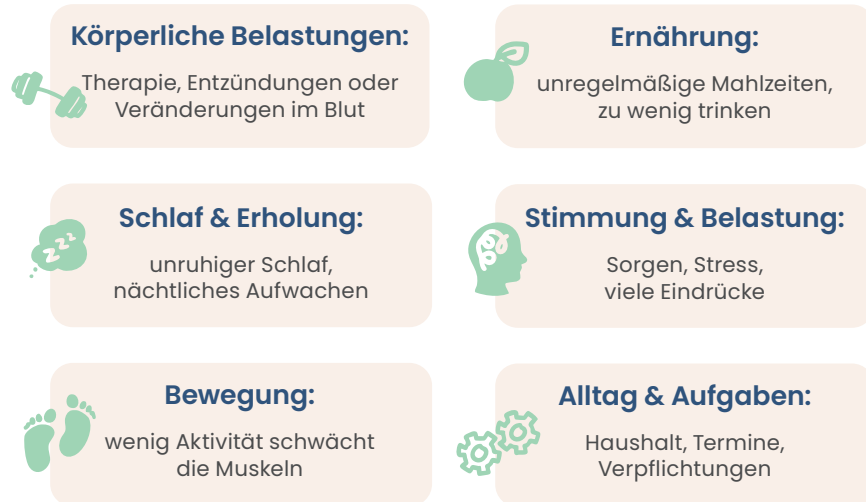 Körperliche Belastungen:
Therapie, Entzündungen oder
Veränderungen im Blut
Ernährung:
unregelmäßige Mahlzeiten,
zu wenig trinken
Schlaf & Erholung:
unruhiger Schlaf,
nächtliches Aufwachen
Stimmung & Belastung:
Sorgen, Stress,
viele Eindrücke
Bewegung:
wenig Aktivität schwächt
die Muskeln
Alltag & Aufgaben:
Haushalt, Termine,
Verpflichtungen